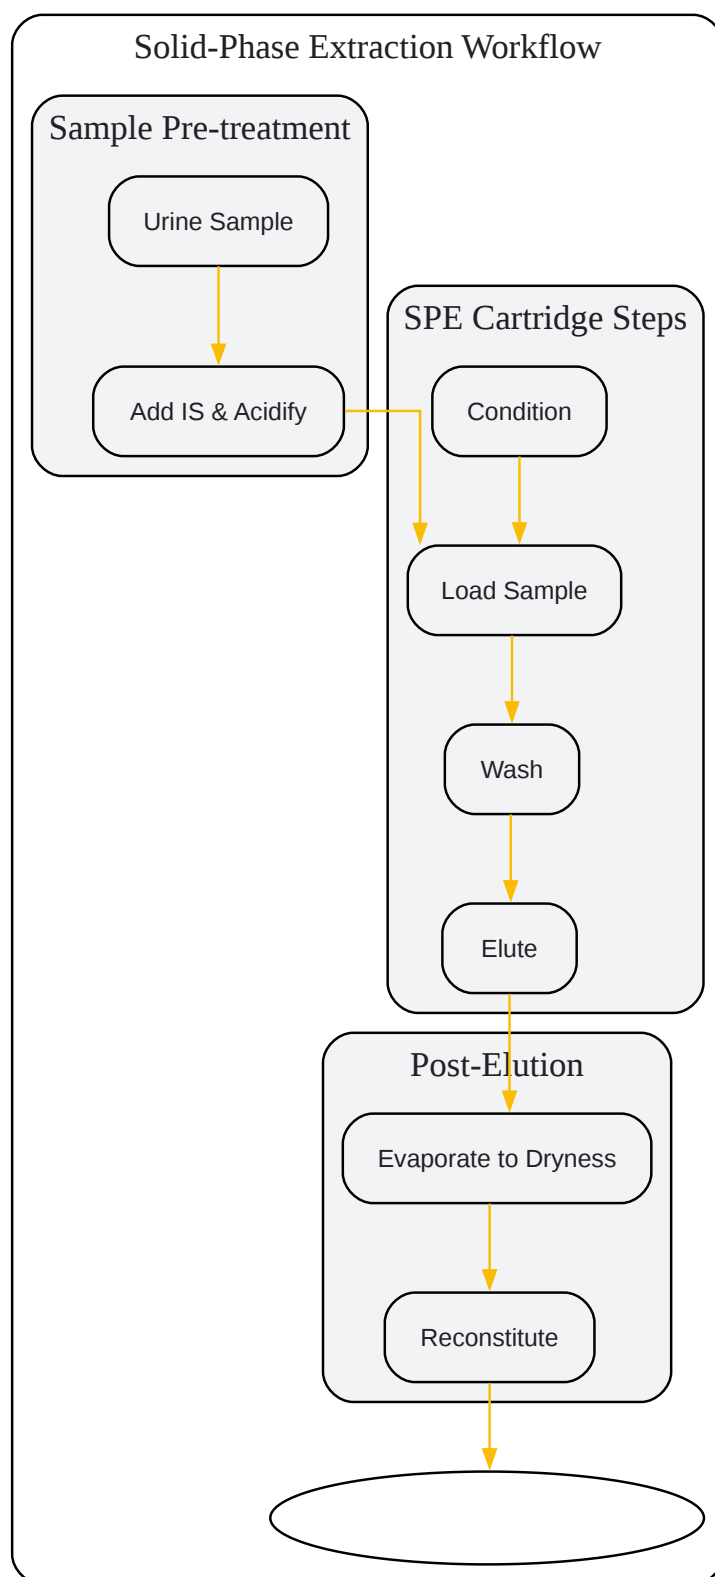 Solid-Phase Extraction Workflow
Sample Pre-treatment
Urine Sample
Add IS & Acidify
SPE Cartridge Steps
Condition
Load Sample
Wash
Elute
Post-Elution
Evaporate to Dryness
Reconstitute